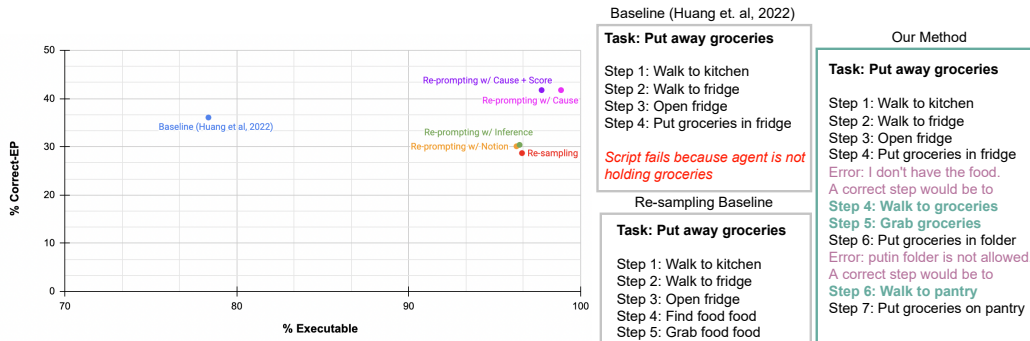 50
40
30
20
10
0
% Correct-EP
70
80
90
100
% Executable
Re-prompting w/ Cause + Score
Re-prompting w/ Cause
Baseline (Huang et al, 2022)
Re-prompting w/ Inference
Re-prompting w/ Notion
Re-sampling
Baseline (Huang et. al, 2022)
Task: Put away groceries
Step 1: Walk to kitchen
Step 2: Walk to fridge
Step 3: Open fridge
Step 4: Put groceries in fridge
Script fails because agent is not
holding groceries
Re-sampling Baseline
Task: Put away groceries
Step 1: Walk to kitchen
Step 2: Walk to fridge
Step 3: Open fridge
Step 4: Find food food
Step 5: Grab food food
Our Method
Task: Put away groceries
Step 1: Walk to kitchen
Step 2: Walk to fridge
Step 3: Open fridge
Step 4: Put groceries in fridge
Error: I don't have the food.
A correct step would be to
Step 4: Walk to groceries
Step 5: Grab groceries
Step 6: Put groceries in folder
Error: putin folder is not allowed
A correct step would be to
Step 6: Walk to pantry
Step 7: Put groceries on pantry